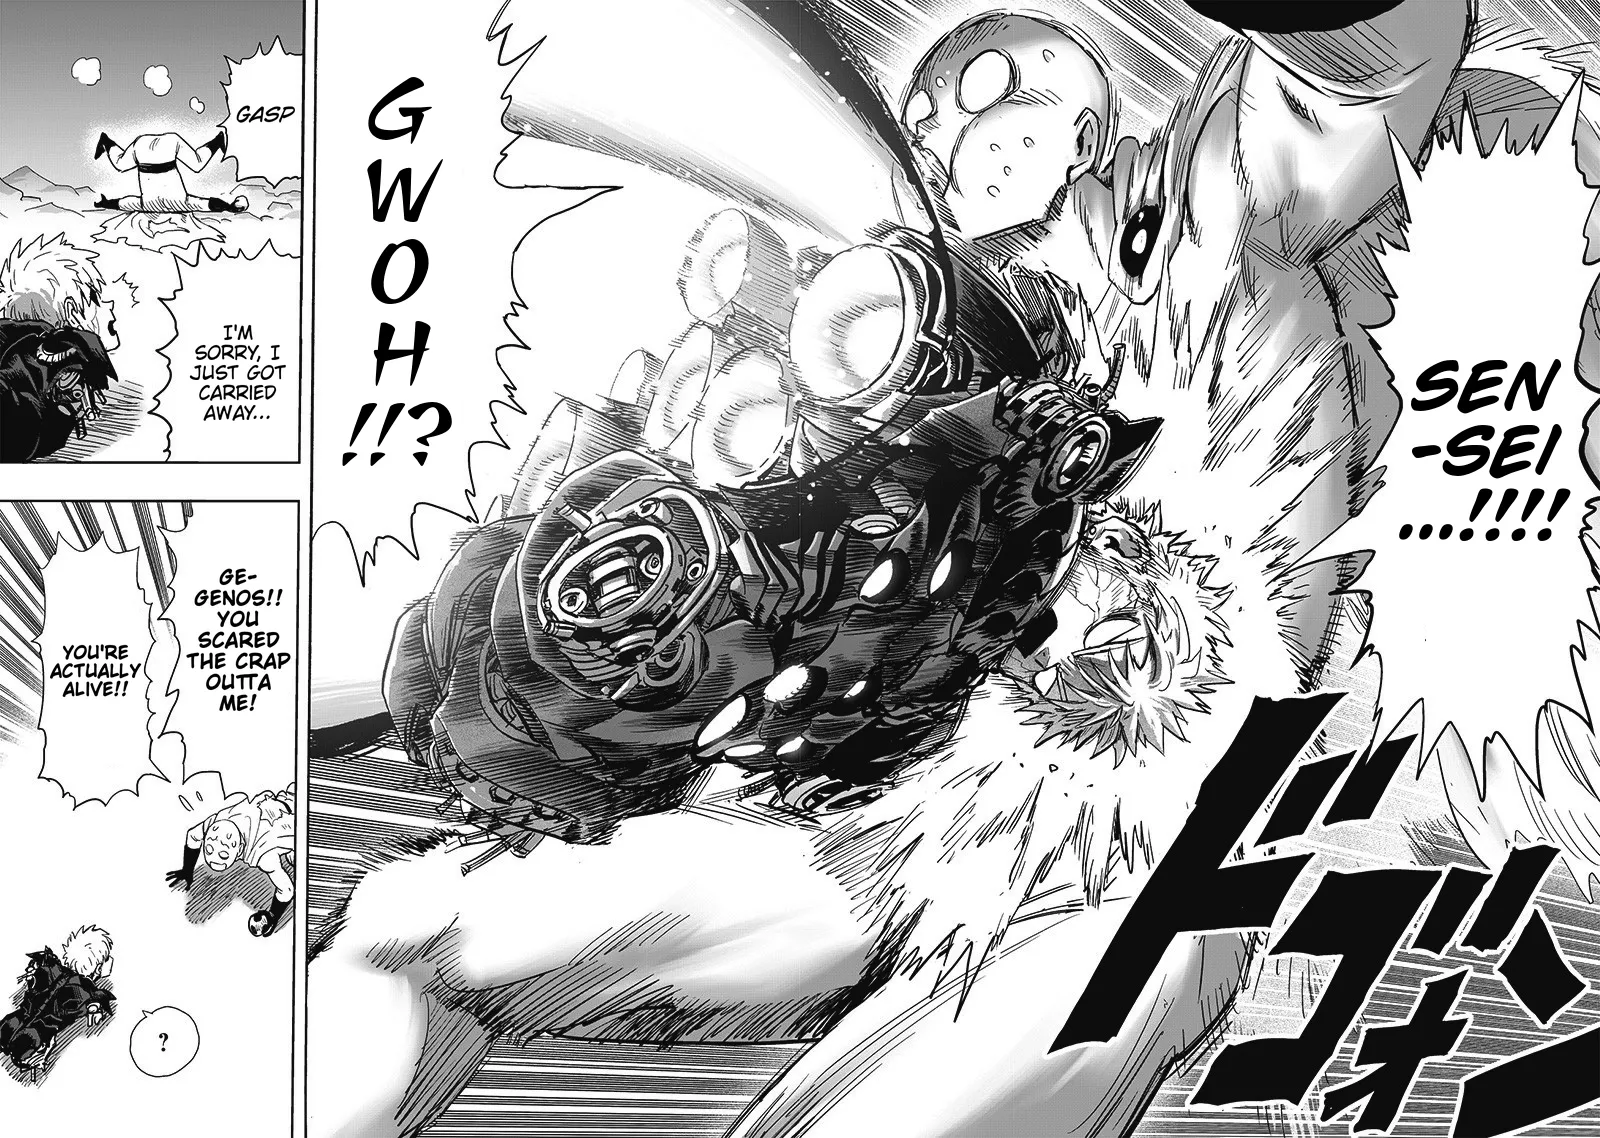 SEN
-SEI
...!!!!
GWOH!!?
ドゴォン
GASP
I'M
SORRY, I
JUST GOT
CARRIED
AWAY...
GE-
GENOS!!
YOU
SCARED
THE CRAP
OUTTA
ME!
YOU'RE
ACTUALLY
ALIVE!!
?